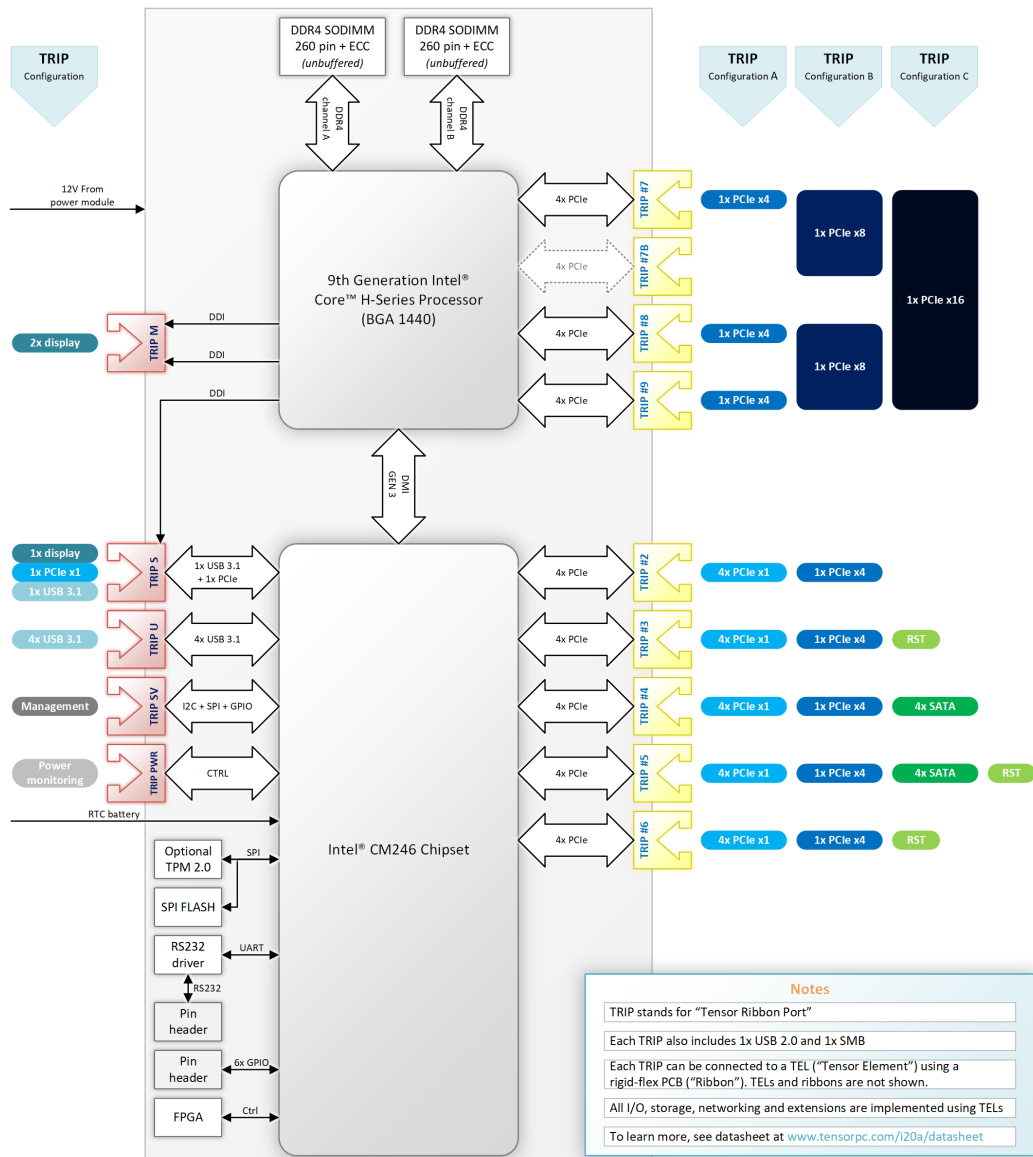 DDR4 SODIMM
260 pin + ECC
(unbuffered)
DDR4 SODIMM
260 pin + ECC
(unbuffered)
TRIP
Configuration
TRIP
Configuration A
TRIP
Configuration B
TRIP
Configuration C
DDR4
channel A
DDR4
channel B
12V From
power module
9th Generation Intel®
Core™ H-Series Processor
(BGA 1440)
4x PCIe
TRIP #7
1x PCIe x4
1x PCIe x8
1x PCIe x16
4x PCIe
TRIP #7B
4x PCIe
TRIP #8
1x PCIe x4
1x PCIe x8
4x PCIe
TRIP #9
1x PCIe x4
2x display
TRIP M
DDI
DDI
DDI
DMI
GEN 3
1x display
1x PCIe x1
1x USB 3.1
TRIP S
1x USB 3.1
+ 1x PCIe
4x PCIe
TRIP #2
4x PCIe x1
1x PCIe x4
4x USB 3.1
TRIP U
4x USB 3.1
4x PCIe
TRIP #3
4x PCIe x1
1x PCIe x4
RST
Management
TRIP SV
I2C + SPI + GPIO
4x PCIe
TRIP #4
4x PCIe x1
1x PCIe x4
4x SATA
Power
monitoring
TRIP PWR
CTRL
4x PCIe
TRIP #5
4x PCIe x1
1x PCIe x4
4x SATA
RST
RTC battery
Intel® CM246 Chipset
4x PCIe
TRIP #6
4x PCIe x1
1x PCIe x4
RST
Optional
TPM 2.0
SPI
SPI FLASH
RS232
driver
UART
RS232
Pin
header
Pin
header
6x GPIO
FPGA
Ctrl
Notes
TRIP stands for “Tensor Ribbon Port”
Each TRIP also includes 1x USB 2.0 and 1x SMB
Each TRIP can be connected to a TEL (“Tensor Element”) using a
rigid-flex PCB (“Ribbon”). TELs and ribbons are not shown.
All I/O, storage, networking and extensions are implemented using TELs
To learn more, see datasheet at www.tensorpc.com/i20a/datasheet